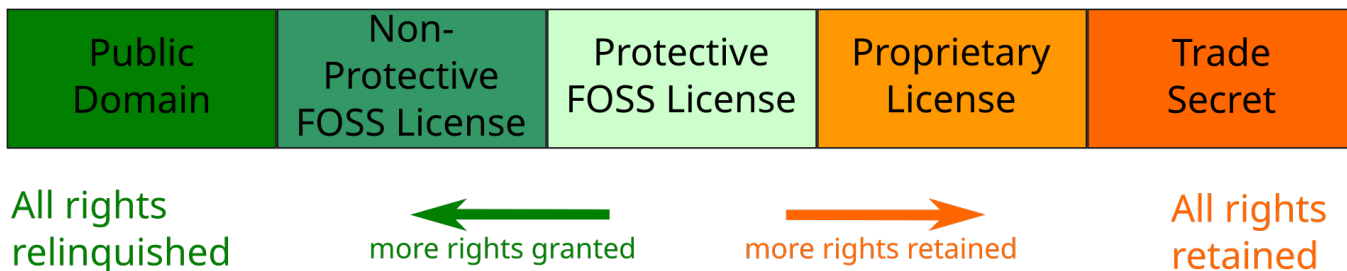 Public
Domain
Non-
Protective
FOSS License
Protective
FOSS License
Proprietary
License
Trade
Secret
All rights
relinquished
more rights granted
more rights retained
All rights
retained